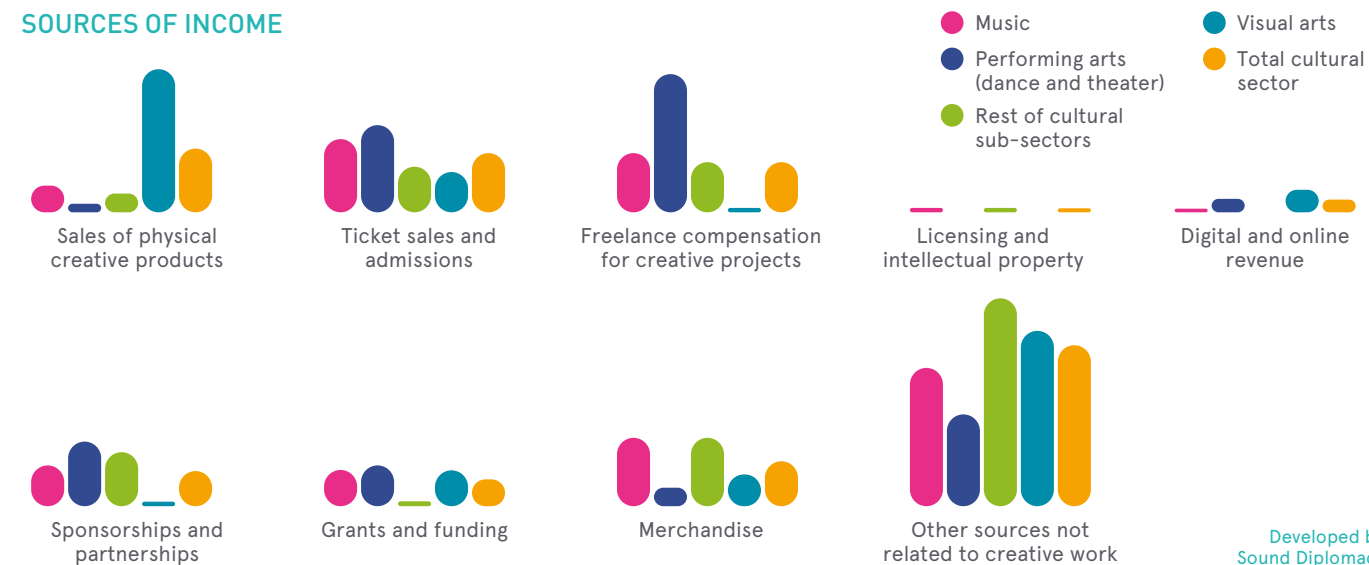 SOURCES OF INCOME
Music
Performing arts
(dance and theater)
Rest of cultural
sub-sectors
Visual arts
Total cultural
sector
Sales of physical
creative products
Ticket sales and
admissions
Freelance compensation
for creative projects
Licensing and
intellectual property
Digital and online
revenue
Sponsorships and
partnerships
Grants and funding
Merchandise
Other sources not
related to creative work
Developed
Sound